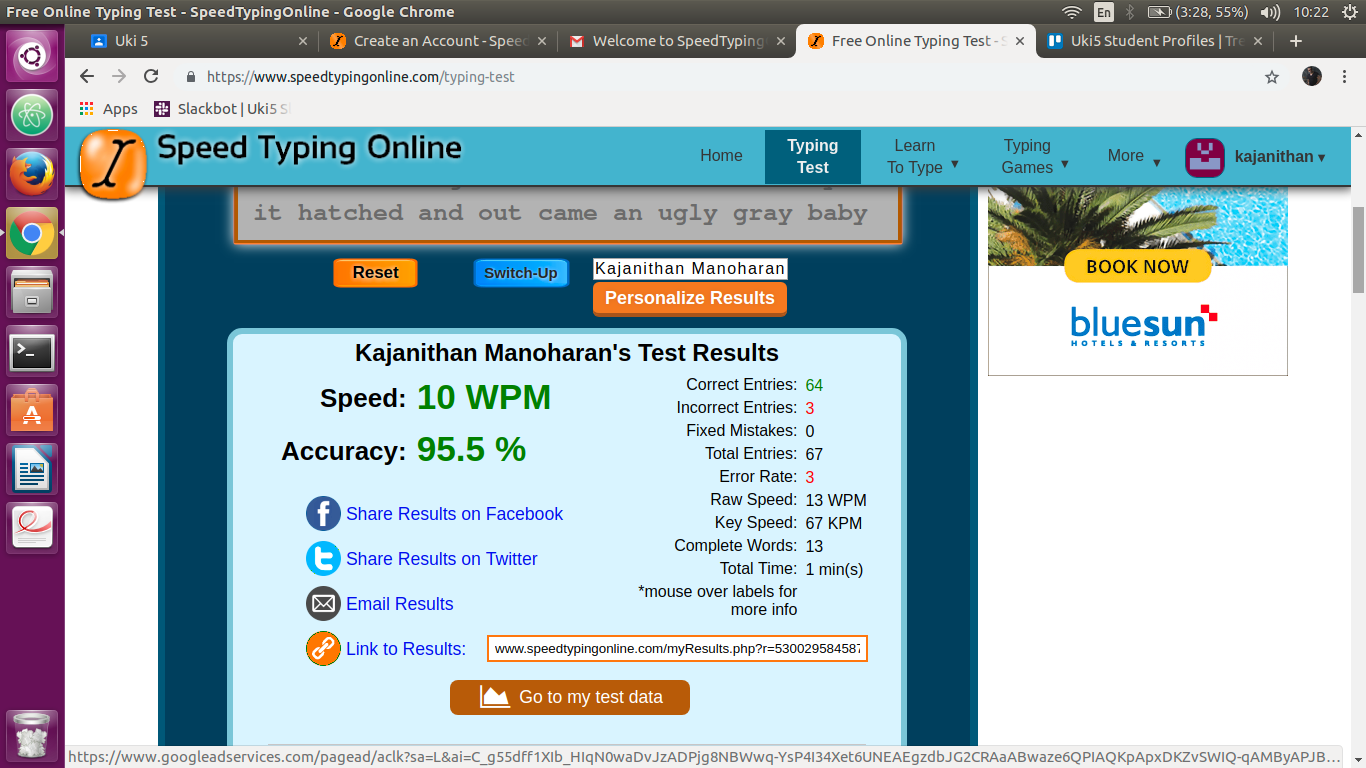 Free Online Typing Test - SpeedTypingOnline - Google Chrome
En
(3:28, 55%)
10:22
Uki 5
Create an Account - Speed
Welcome to SpeedTyping
Free Online Typing Test - S
Uki5 Student Profiles | Tre
https://www.speedtypingonline.com/typing-test
Apps
Slackbot | Uki5 Sl
Speed Typing Online
Home
Typing
Test
Learn
To Type
Typing
Games
More
kajanithan
it hatched and out came an ugly gray baby
Reset
Switch-Up
Kajanithan Manoharan
Personalize Results
BOOK NOW
bluesun
HOTELS & RESORTS
Kajanithan Manoharan's Test Results
Speed: 10 WPM
Accuracy: 95.5 %
Correct Entries: 64
Incorrect Entries: 3
Fixed Mistakes: 0
Total Entries: 67
Error Rate: 3
Raw Speed: 13 WPM
Key Speed: 67 KPM
Complete Words: 13
Total Time: 1 min(s)
*mouse over labels for
more info
Share Results on Facebook
Share Results on Twitter
Email Results
Link to Results: www.speedtypingonline.com/myResults.php?r=530029584587
Go to my test data
https://www.googleadservices.com/pagead/aclk?sa=L&ai=C_g55dff1XIb_HIqN0waDvJzADPjg8NBWwq-YsP4I34Xet6UNEAEgzdbJG2CRAaABwaze6QPIAQKpApxDKZvSWIQ-qAMByAPJB...